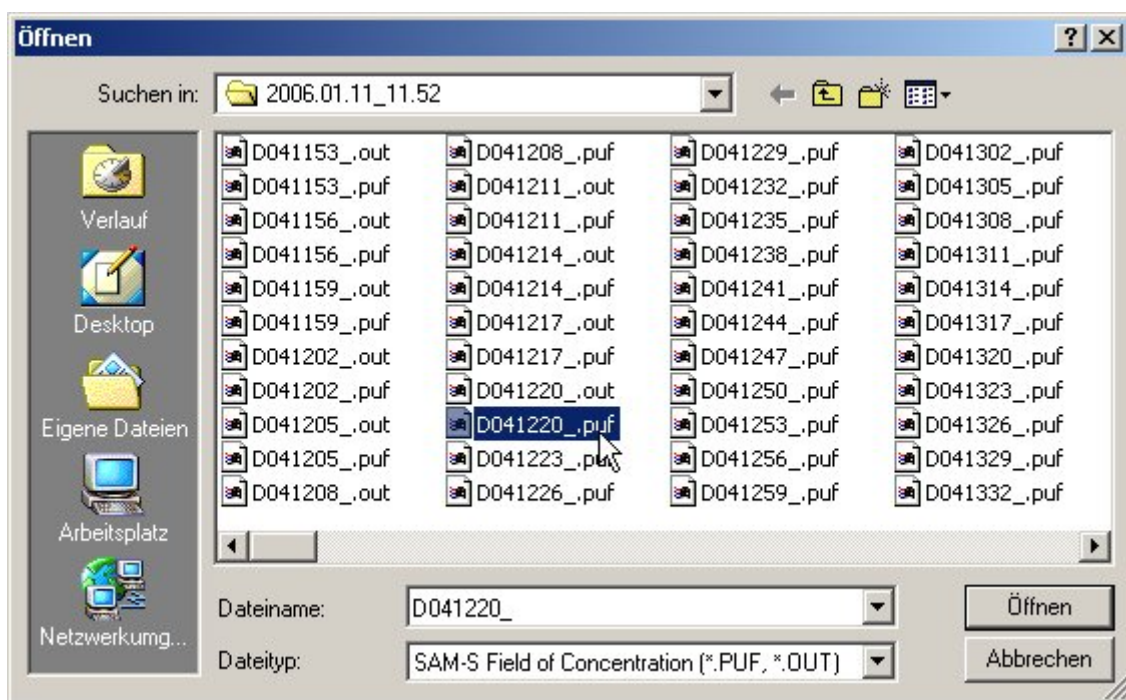 Öffnen
Suchen in: 2006.01.11_11.52
Verlauf
Desktop
Eigene Dateien
Arbeitsplatz
Netzwerkumg...
D041153_.out
D041153_.puf
D041156_.out
D041156_.puf
D041159_.out
D041159_.puf
D041202_.out
D041202_.puf
D041205_.out
D041205_.puf
D041208_.out
D041208_.puf
D041211_.out
D041211_.puf
D041214_.out
D041214_.puf
D041217_.out
D041217_.puf
D041220_.out
D041220_.puf
D041223_.puf
D041226_.puf
D041229_.puf
D041232_.puf
D041235_.puf
D041238_.puf
D041241_.puf
D041244_.puf
D041247_.puf
D041250_.puf
D041253_.puf
D041256_.puf
D041259_.puf
D041302_.puf
D041305_.puf
D041308_.puf
D041311_.puf
D041314_.puf
D041317_.puf
D041320_.puf
D041323_.puf
D041326_.puf
D041329_.puf
D041332_.puf
Dateiname: D041220_ Öffnen
Dateityp: SAM-S Field of Concentration (*.PUF, *.OUT) Abbrechen